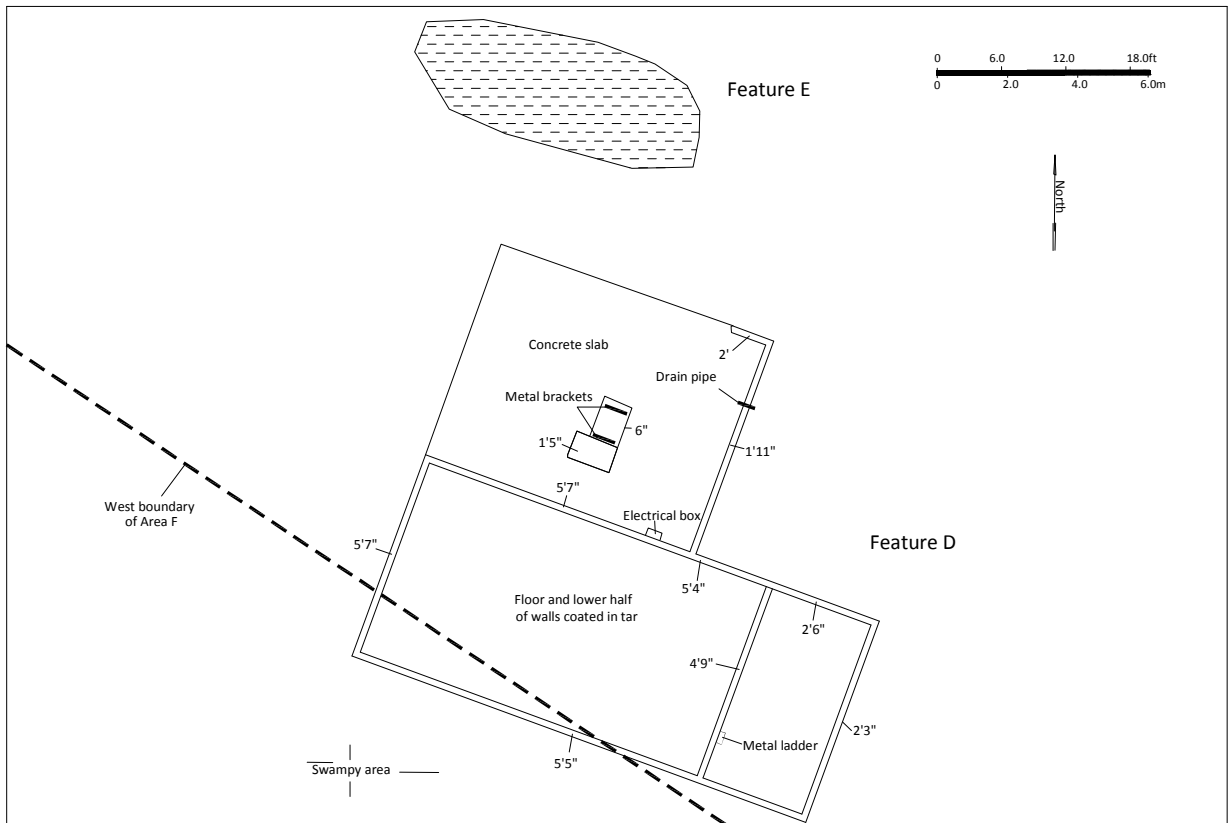 Feature E
0 6.0 12.0 18.0ft
0 2.0 4.0 6.0m
North
Concrete slab
2'
Drain pipe
Metal brackets
6"
1'5"
1'11"
5'7"
Electrical box
West boundary
of Area F
5'7"
Feature D
5'4"
Floor and lower half
of walls coated in tar
2'6"
4'9"
2'3"
Metal ladder
5'5"
Swampy area